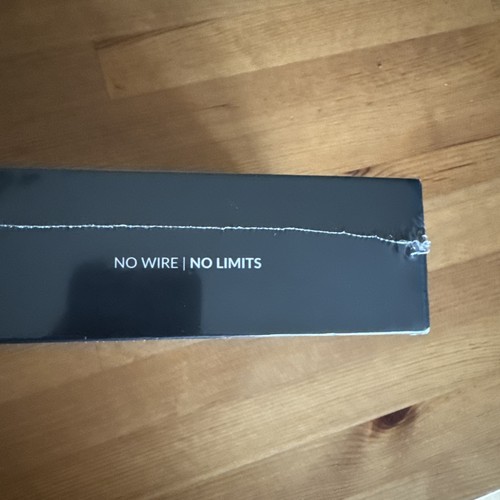 NO WIRE | NO LIMITS